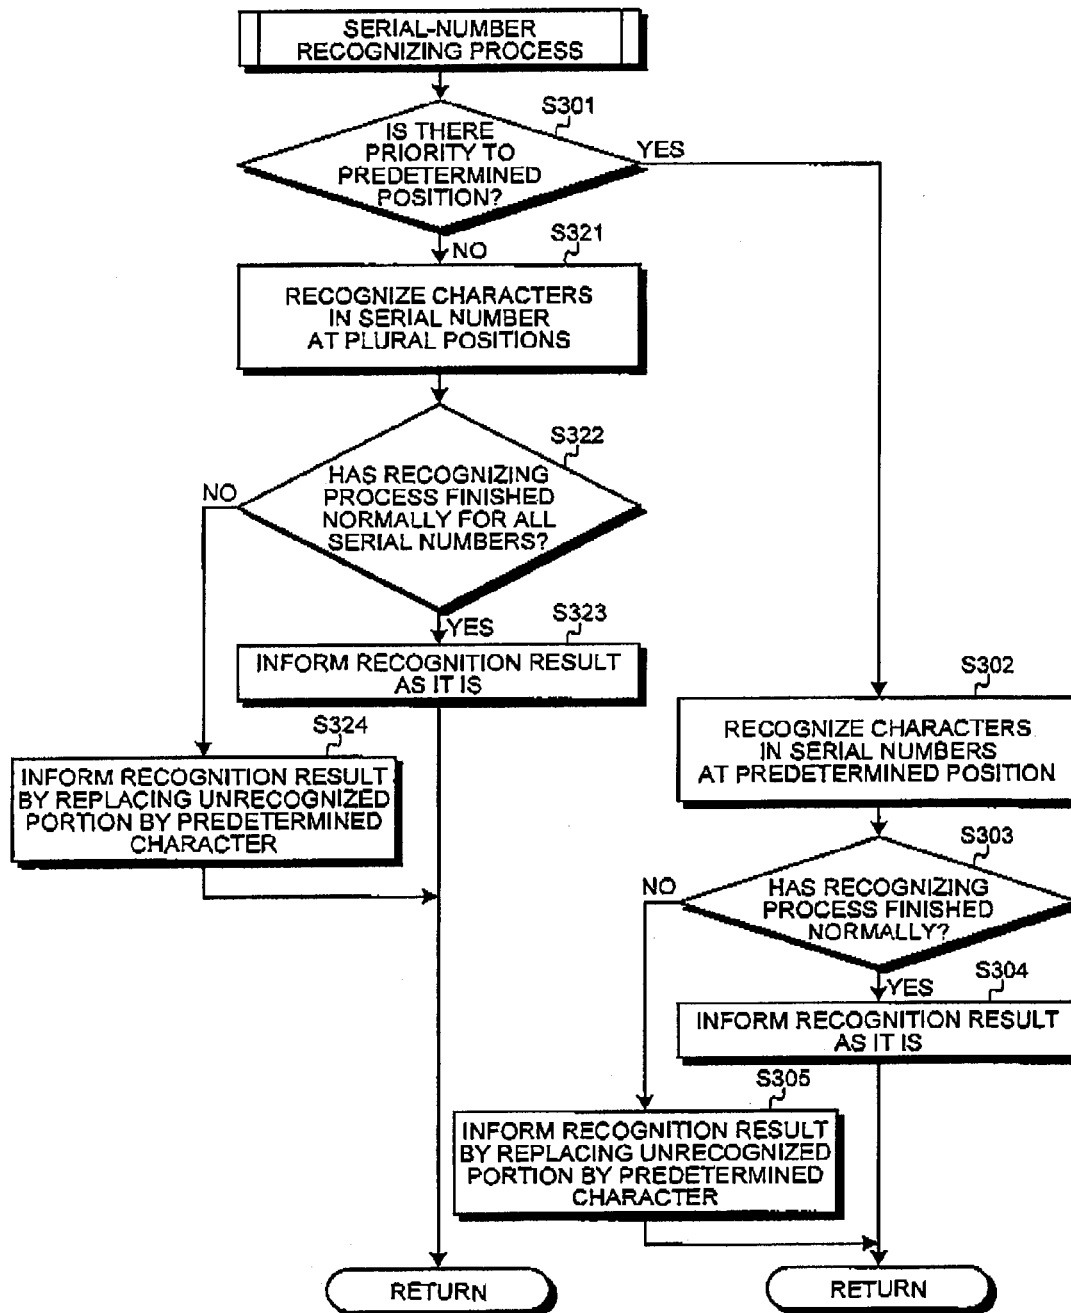 SERIAL-NUMBER
RECOGNIZING PROCESS
S301
IS THERE
PRIORITY TO
PREDETERMINED
POSITION?
YES
NO
S321
RECOGNIZE CHARACTERS
IN SERIAL NUMBER
AT PLURAL POSITIONS
S322
HAS RECOGNIZING
PROCESS FINISHED
NORMALLY FOR ALL
SERIAL NUMBERS?
NO
YES
S323
INFORM RECOGNITION RESULT
AS IT IS
S324
INFORM RECOGNITION RESULT
BY REPLACING UNRECOGNIZED
PORTION BY PREDETERMINED
CHARACTER
S302
RECOGNIZE CHARACTERS
IN SERIAL NUMBERS
AT PREDETERMINED POSITION
S303
HAS RECOGNIZING
PROCESS FINISHED
NORMALLY?
NO
YES
S304
INFORM RECOGNITION RESULT
AS IT IS
S305
INFORM RECOGNITION RESULT
BY REPLACING UNRECOGNIZED
PORTION BY PREDETERMINED
CHARACTER
RETURN
RETURN